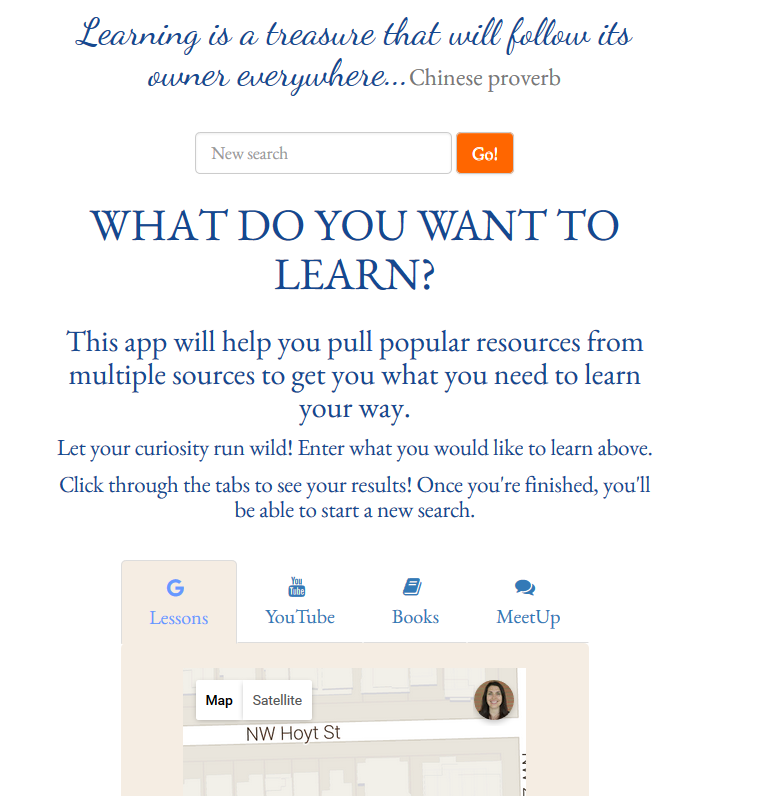 Learning is a treasure that will follow its
owner everywhere... Chinese proverb
New search Go!
WHAT DO YOU WANT TO
LEARN?
This app will help you pull popular resources from
multiple sources to get you what you need to learn
your way.
Let your curiosity run wild! Enter what you would like to learn above.
Click through the tabs to see your results! Once you're finished, you'll
be able to start a new search.
You
Tube
Lessons YouTube Books MeetUp
Map Satellite
NW Hoyt St